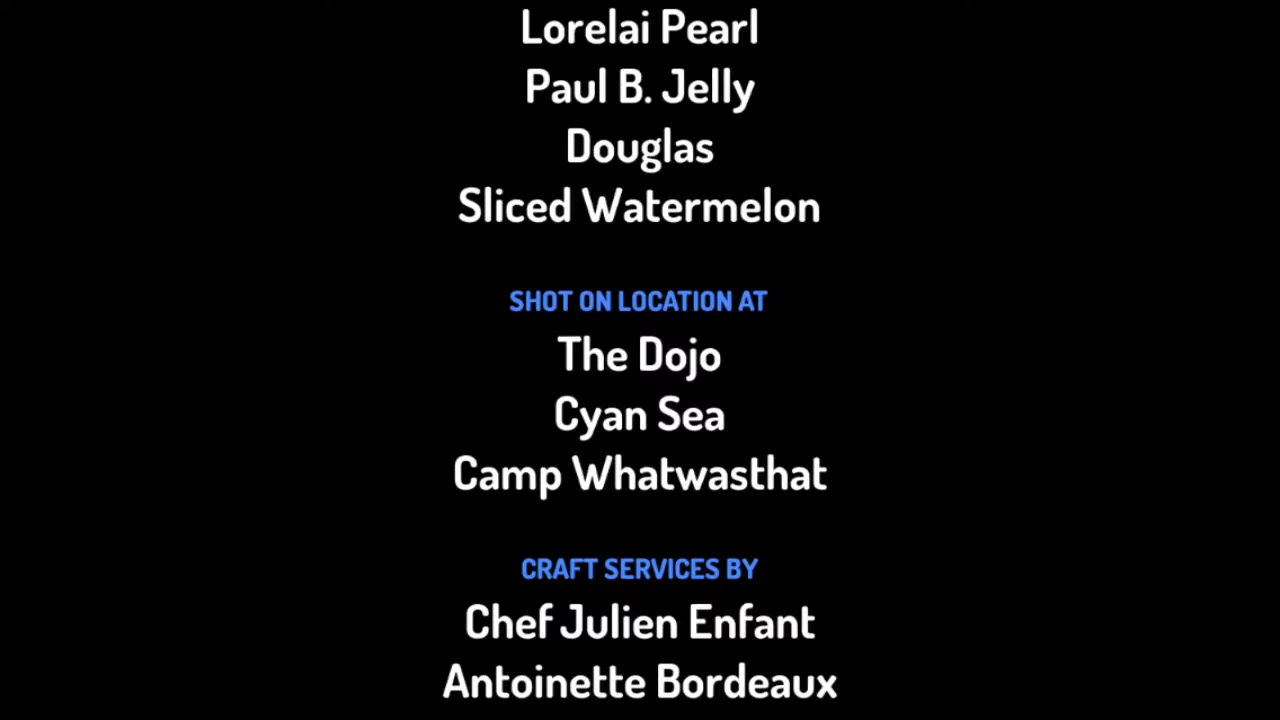 Lorelai Pearl
Paul B. Jelly
Douglas
Sliced Watermelon
SHOT ON LOCATION AT
The Dojo
Cyan Sea
Camp Whatwasthat
CRAFT SERVICES BY
Chef Julien Enfant
Antoinette Bordeaux